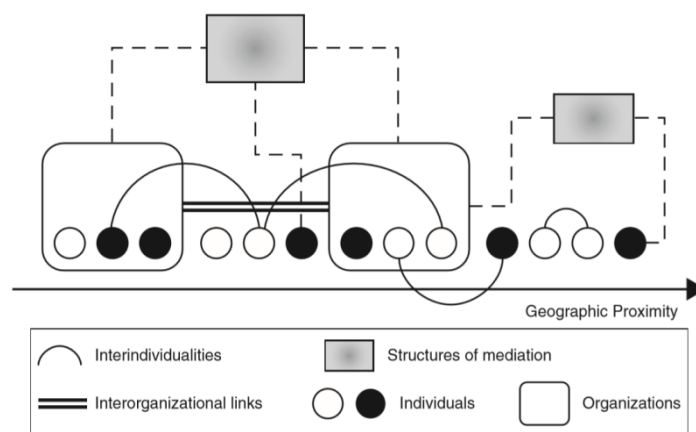 Geographic Proximity
Interindividualities
Structures of mediation
Interorganizational links
Individuals
Organizations